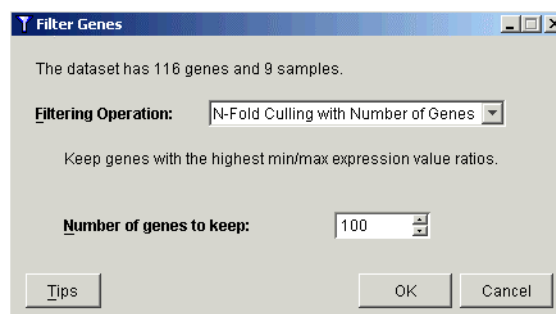 Filter Genes
The dataset has 116 genes and 9 samples.
Filtering Operation: N-Fold Culling with Number of Genes
Keep genes with the highest min/max expression value ratios.
Number of genes to keep: 100
Tips OK Cancel